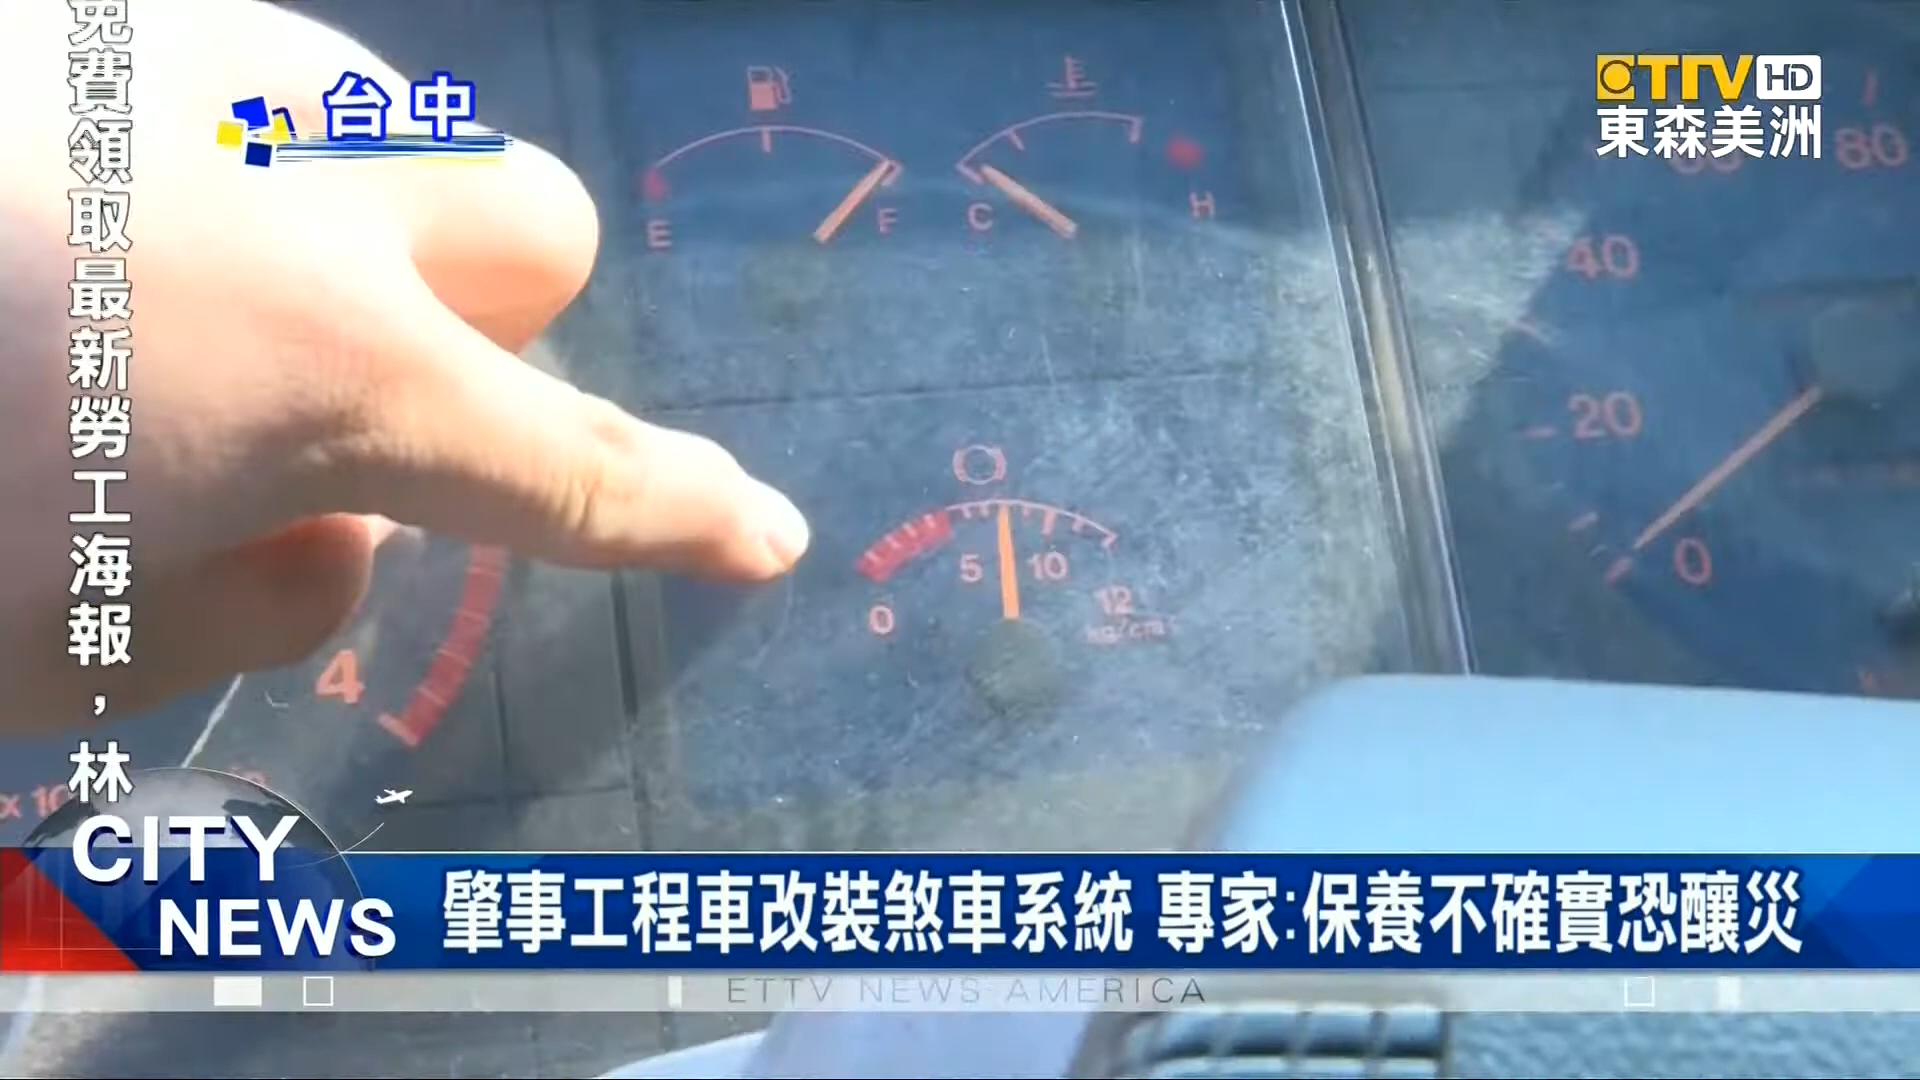 免費領取最新勞工海報，林
台中
ETTV HD
東森美洲
E
F
C
H
80
40
20
0
5
10
0
12
4
CITY
NEWS
肇事工程車改裝煞車系統 專家:保養不確實恐釀災
ETTV NEWS AMERICA